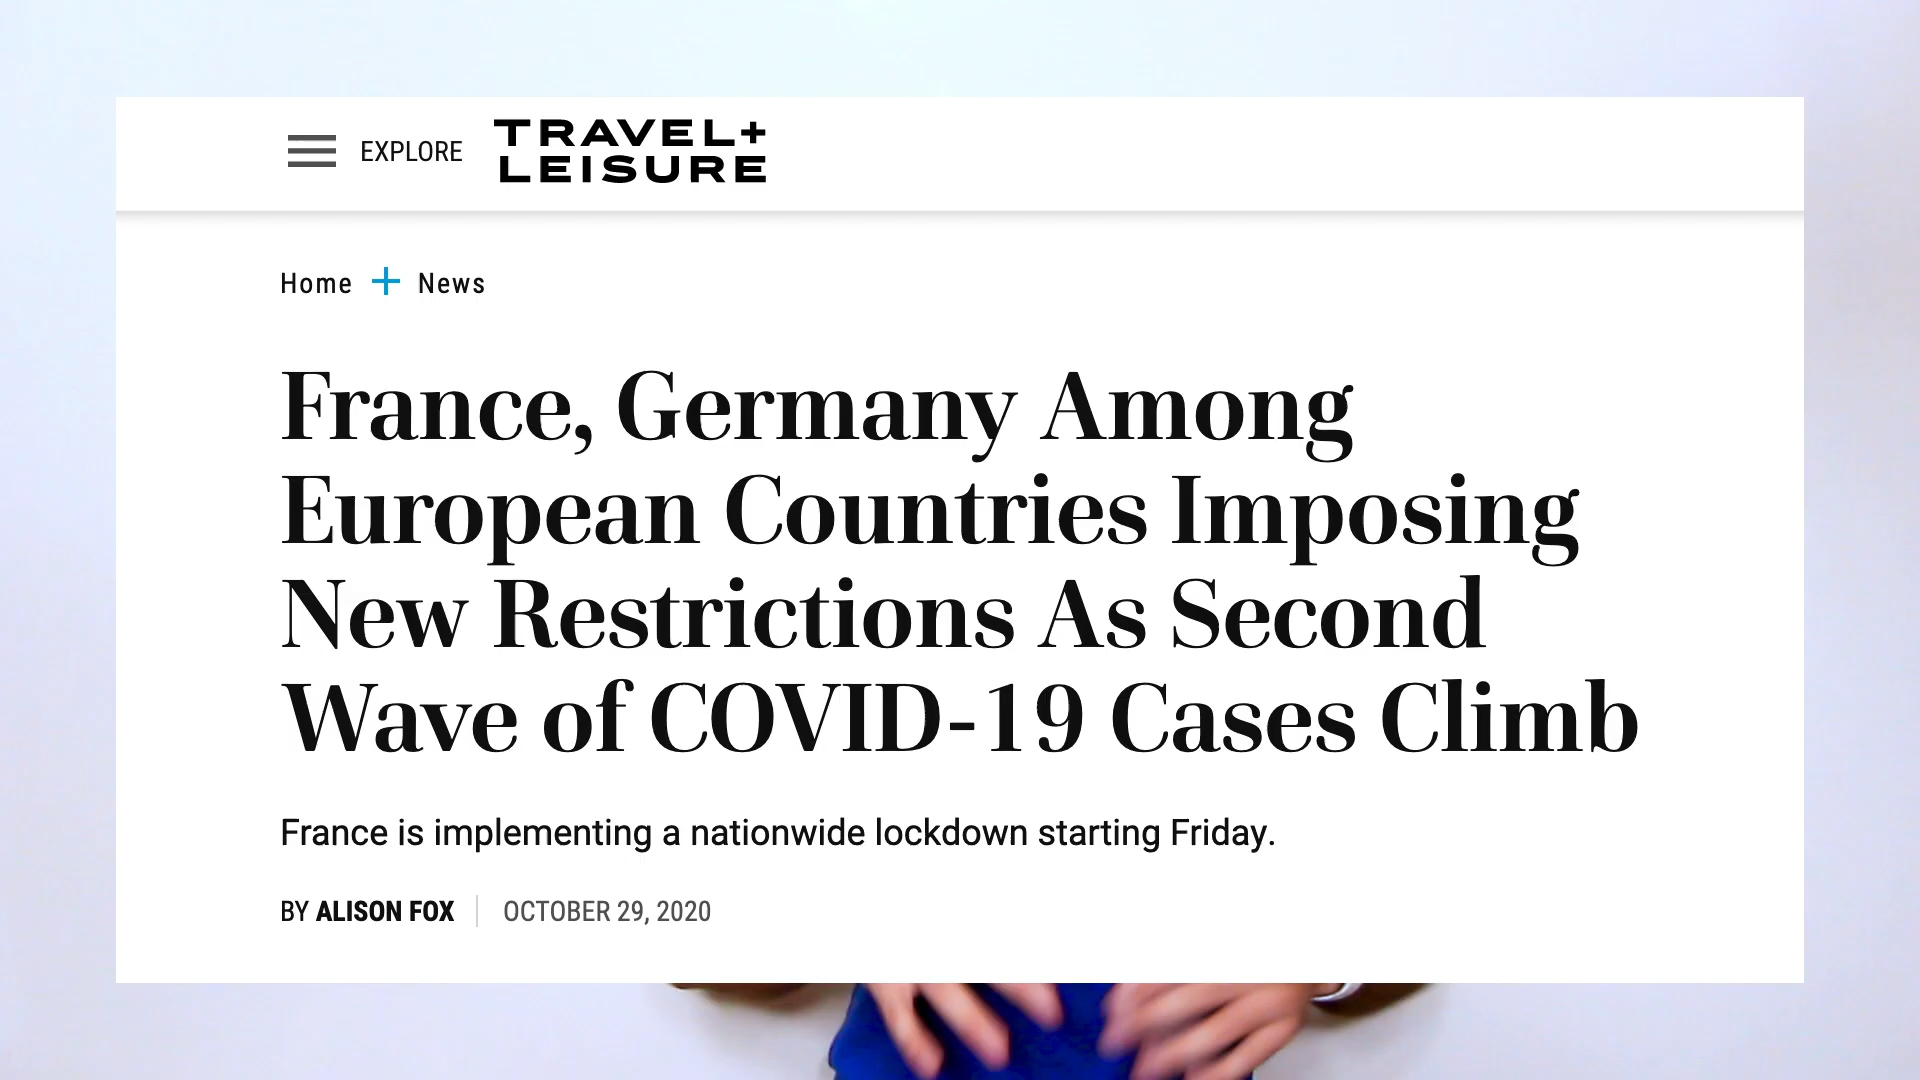 EXPLORE
TRAVEL+
LEISURE
Home + News
France, Germany Among
European Countries Imposing
New Restrictions As Second
Wave of COVID-19 Cases Climb
France is implementing a nationwide lockdown starting Friday.
BY ALISON FOX | OCTOBER 29, 2020